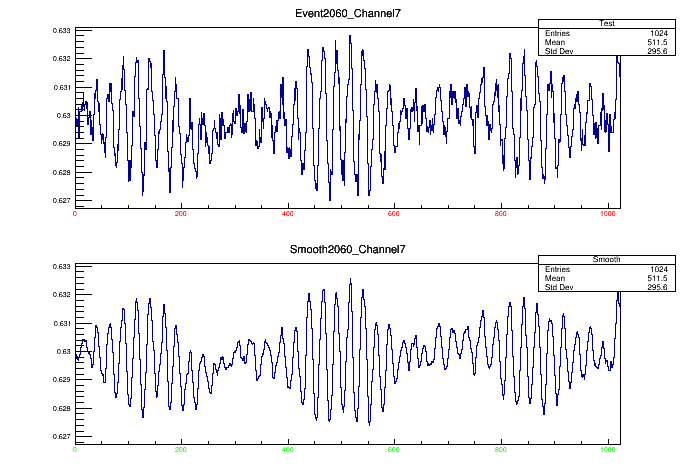 Event2060_Channel7
Test
Entries 1024
Mean 511.5
Std Dev 295.6
0.633
0.632
0.631
0.63
0.629
0.628
0.627
0 200 400 600 800 1000
Smooth2060_Channel7
Smooth
Entries 1024
Mean 511.5
Std Dev 295.6
0.633
0.632
0.631
0.63
0.629
0.628
0.627
0 200 400 600 800 1000